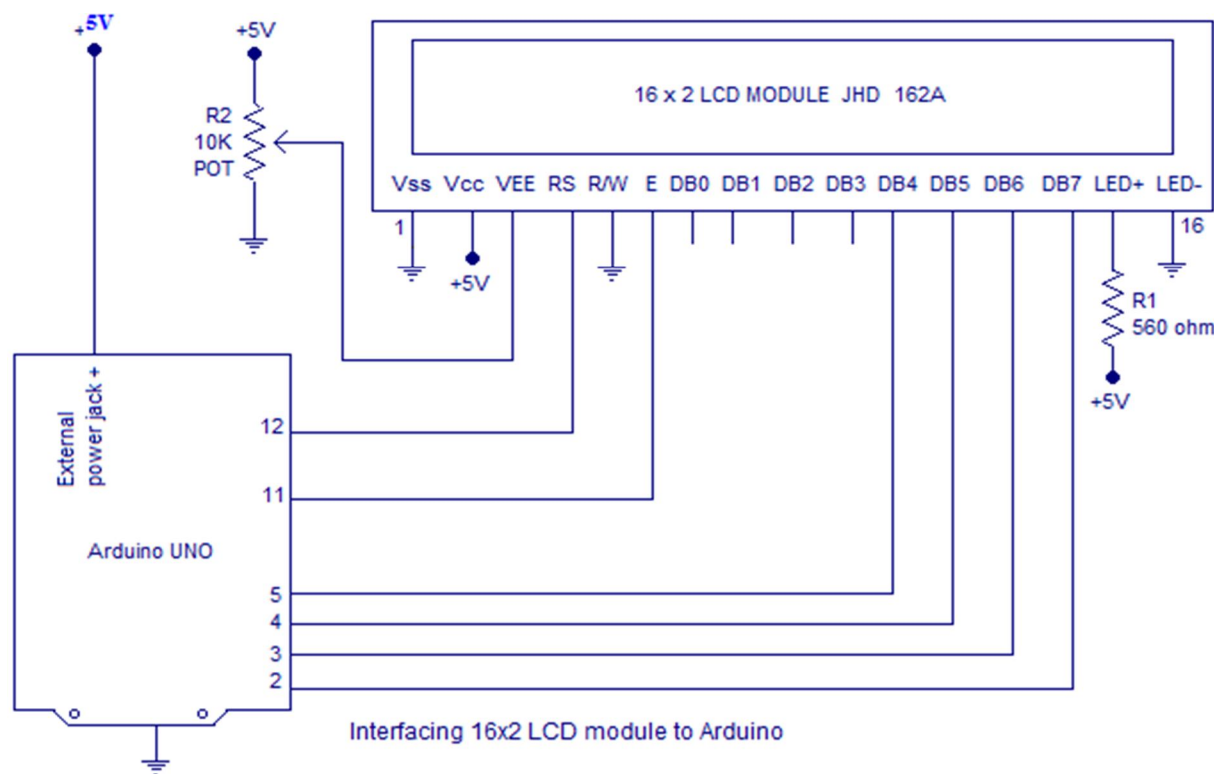 +5V
+5V
R2
10K
POT
16 x 2 LCD MODULE JHD 162A
Vss Vcc VEE RS R/W E DB0 DB1 DB2 DB3 DB4 DB5 DB6 DB7 LED+ LED-
1
16
+5V
R1
560 ohm
+5V
External
power jack +
12
11
Arduino UNO
5
4
3
2
Interfacing 16x2 LCD module to Arduino